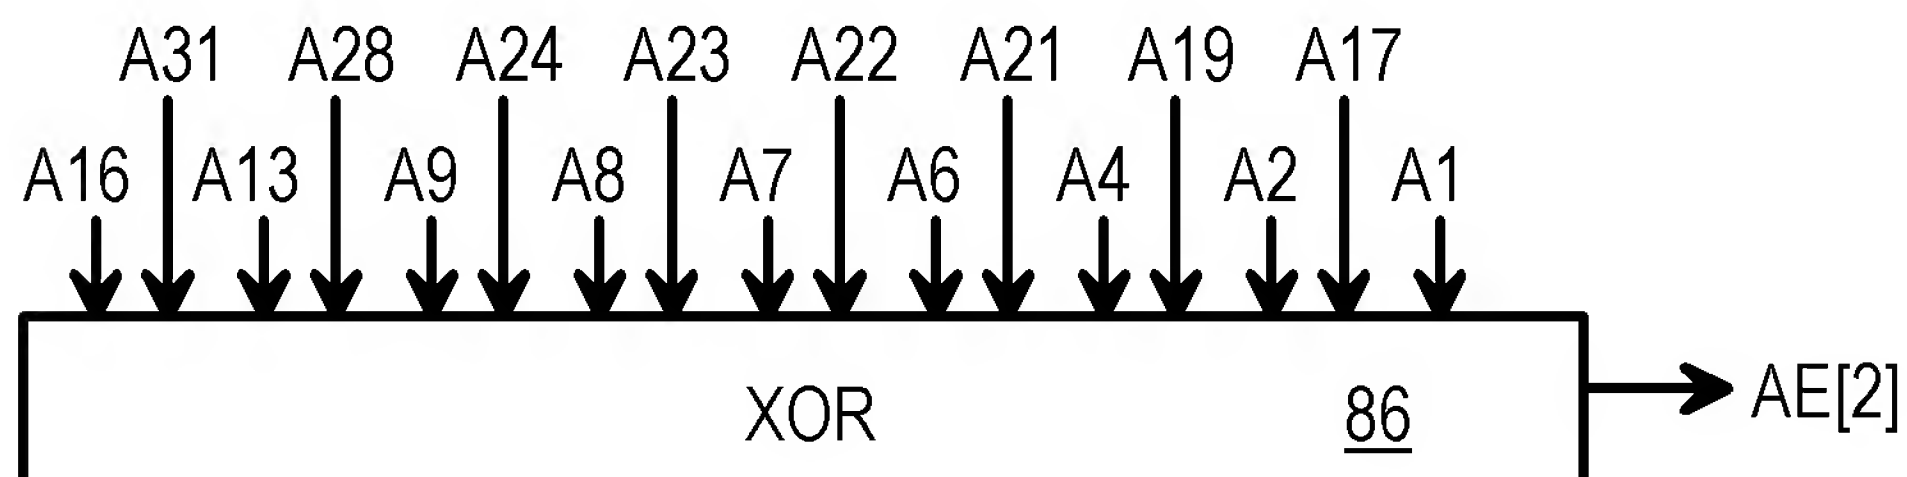 A31 A28 A24 A23 A22 A21 A19 A17
A16 A13 A9 A8 A7 A6 A4 A2 A1
XOR 86 AE[2]